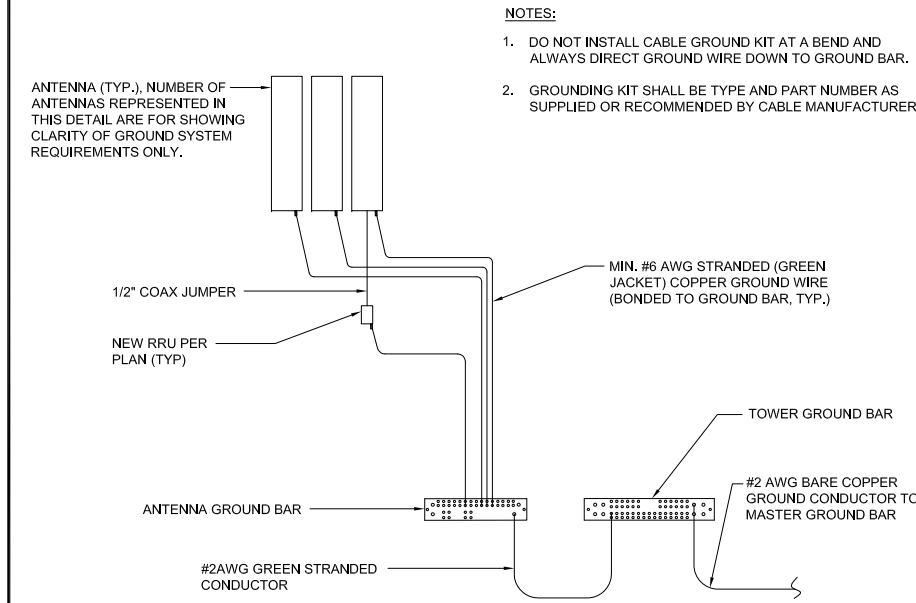 NOTES:
1. DO NOT INSTALL CABLE GROUND KIT AT A BEND AND
ALWAYS DIRECT GROUND WIRE DOWN TO GROUND BAR.
2. GROUNDING KIT SHALL BE TYPE AND PART NUMBER AS
SUPPLIED OR RECOMMENDED BY CABLE MANUFACTURER
ANTENNA (TYP.), NUMBER OF
ANTENNAS REPRESENTED IN
THIS DETAIL ARE FOR SHOWING
CLARITY OF GROUND SYSTEM
REQUIREMENTS ONLY.
MIN. #6 AWG STRANDED (GREEN
JACKET) COPPER GROUND WIRE
(BONDED TO GROUND BAR, TYP.)
1/2" COAX JUMPER
NEW RRU PER
PLAN (TYP)
TOWER GROUND BAR
ANTENNA GROUND BAR
#2 AWG BARE COPPER
GROUND CONDUCTOR TO
MASTER GROUND BAR
#2AWG GREEN STRANDED
CONDUCTOR